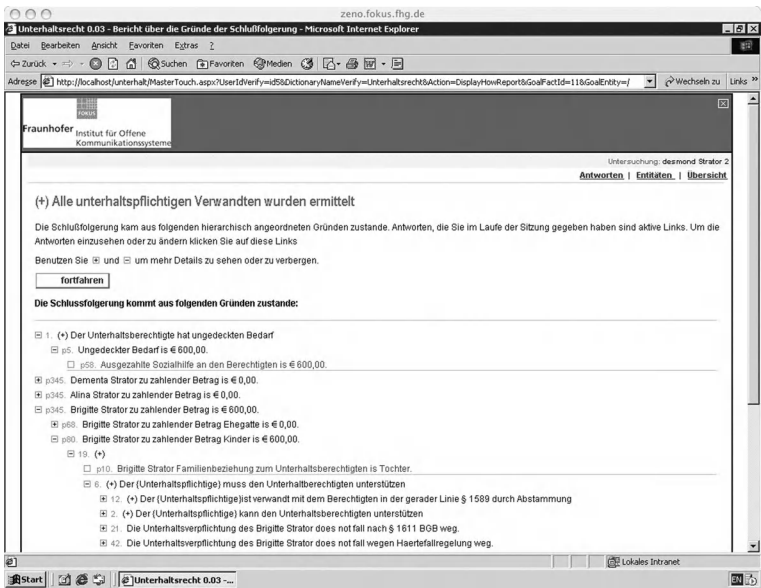 zeno.fokus.fhg.de
Unterhaltsrecht 0.03 - Bericht über die Gründe der Schlußfolgerung - Microsoft Internet Explorer
Datei Bearbeiten Ansicht Favoriten Extras ?
Zurück Suchen Favoriten Medien
Adresse http://localhost/unterhalt/MasterTouch.aspx?UserIdVerify=id5&DictionaryNameVerify=Unterhaltsrecht&Action=DisplayHowReport&GoalFactId=11&GoalEntity=/ Wechseln zu Links »
FOKUS
Fraunhofer Institut für Offene
Kommunikationssysteme
Untersuchung: desmond Strator 2
Antworten | Entitäten | Übersicht
(+) Alle unterhaltspflichtigen Verwandten wurden ermittelt
Die Schlußfolgerung kam aus folgenden hierarchisch angeordneten Gründen zustande. Antworten, die Sie im Laufe der Sitzung gegeben haben sind aktive Links. Um die
Antworten einzusehen oder zu ändern klicken Sie auf diese Links
Benutzen Sie ⊞ und ⊟ um mehr Details zu sehen oder zu verbergen.
fortfahren
Die Schlussfolgerung kommt aus folgenden Gründen zustande:
1. (+) Der Unterhaltsberechtigte hat ungedeckten Bedarf
p5. Ungedeckter Bedarf is € 600,00.
p58. Ausgezahlte Sozialhilfe an den Berechtigten is € 600,00.
p345. Dementa Strator zu zahlender Betrag is € 0,00.
p345. Alina Strator zu zahlender Betrag is € 0,00.
p345. Brigitte Strator zu zahlender Betrag is € 600,00.
p68. Brigitte Strator zu zahlender Betrag Ehegatte is € 0,00.
p80. Brigitte Strator zu zahlender Betrag Kinder is € 600,00.
19. (+)
p10. Brigitte Strator Familienbeziehung zum Unterhaltsberechtigten is Tochter.
6. (+) Der (Unterhaltspflichtige) muss den Unterhaltberechtigten unterstützen
12. (+) Der (Unterhaltspflichtige)ist verwandt mit dem Berechtigten in der gerader Linie § 1589 durch Abstammung
2. (+) Der (Unterhaltspflichtige) kann den Unterhaltsberechtigten unterstützen
21. Die Unterhaltsverpflichtung des Brigitte Strator does not fall nach § 1611 BGB weg.
42. Die Unterhaltsverpflichtung des Brigitte Strator does not fall wegen Haertefallregelung weg.
Lokales Intranet
Start Unterhaltsrecht 0.03 -... EN